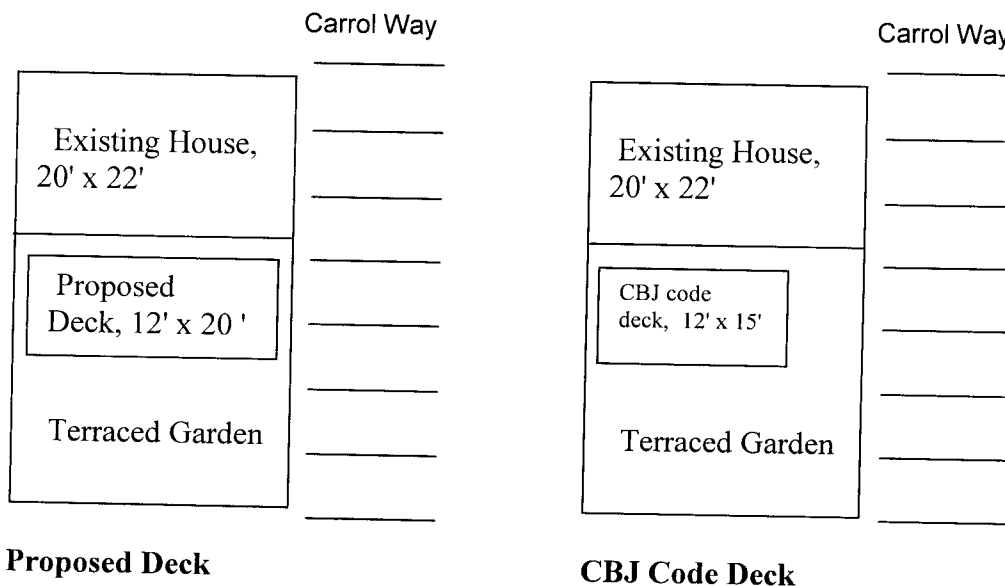 Carrol Way
Existing House,
20' x 22'
Proposed
Deck, 12' x 20 '
Terraced Garden
Proposed Deck
Carrol Way
Existing House,
20' x 22'
CBJ code
deck, 12' x 15'
Terraced Garden
CBJ Code Deck